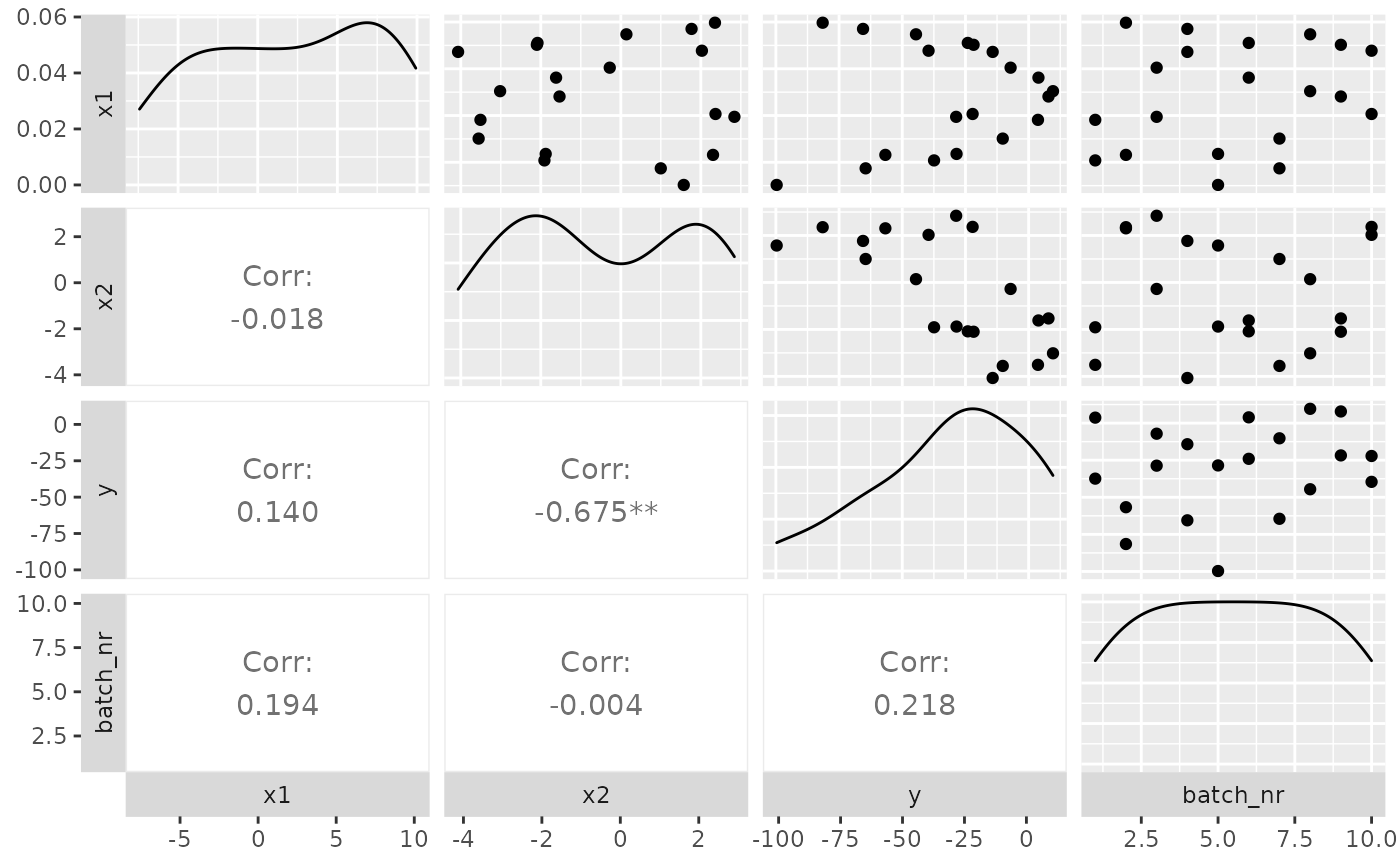 0.06
0.04
0.02
0.00
x1
2
0
-2
-4
x2
Corr:
-0.018
0
-25
-50
-75
-100
y
Corr:
0.140
Corr:
-0.675**
10.0
7.5
5.0
2.5
batch_nr
Corr:
0.194
Corr:
-0.004
Corr:
0.218
x1 x2 y batch_nr
-5 0 5 10 -4 -2 0 2 -100 -75 -50 -25 0 2.5 5.0 7.5 10.0